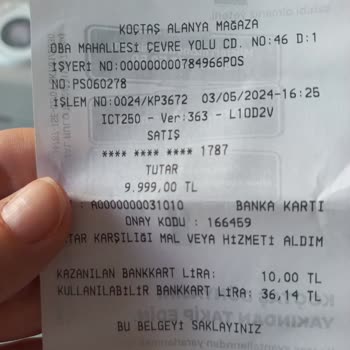 KOÇTAŞ ALANYA MAĞAZA
OBA MAHALLESİ ÇEVRE YOLU CD. NO:46 D:1
İŞYERİ NO:000000000784966POS
NO:PS060278
İŞLEM NO:0024/KP3672 03/05/2024-16:25
ICT250 - Ver:363 - L10D2V
SATIŞ
**** **** **** 1787
TUTAR
9.999,00 TL
: A0000000031010 BANKA KARTI
ONAY KODU : 166459
KARŞILIĞI MAL VEYA HİZMETİ ALDIM
KAZANILAN BANKKART LİRA: 10,00 TL
KULLANILABİLİR BANKKART LİRA: 36,14 TL
BU BELGEYİ SAKLAYINIZ